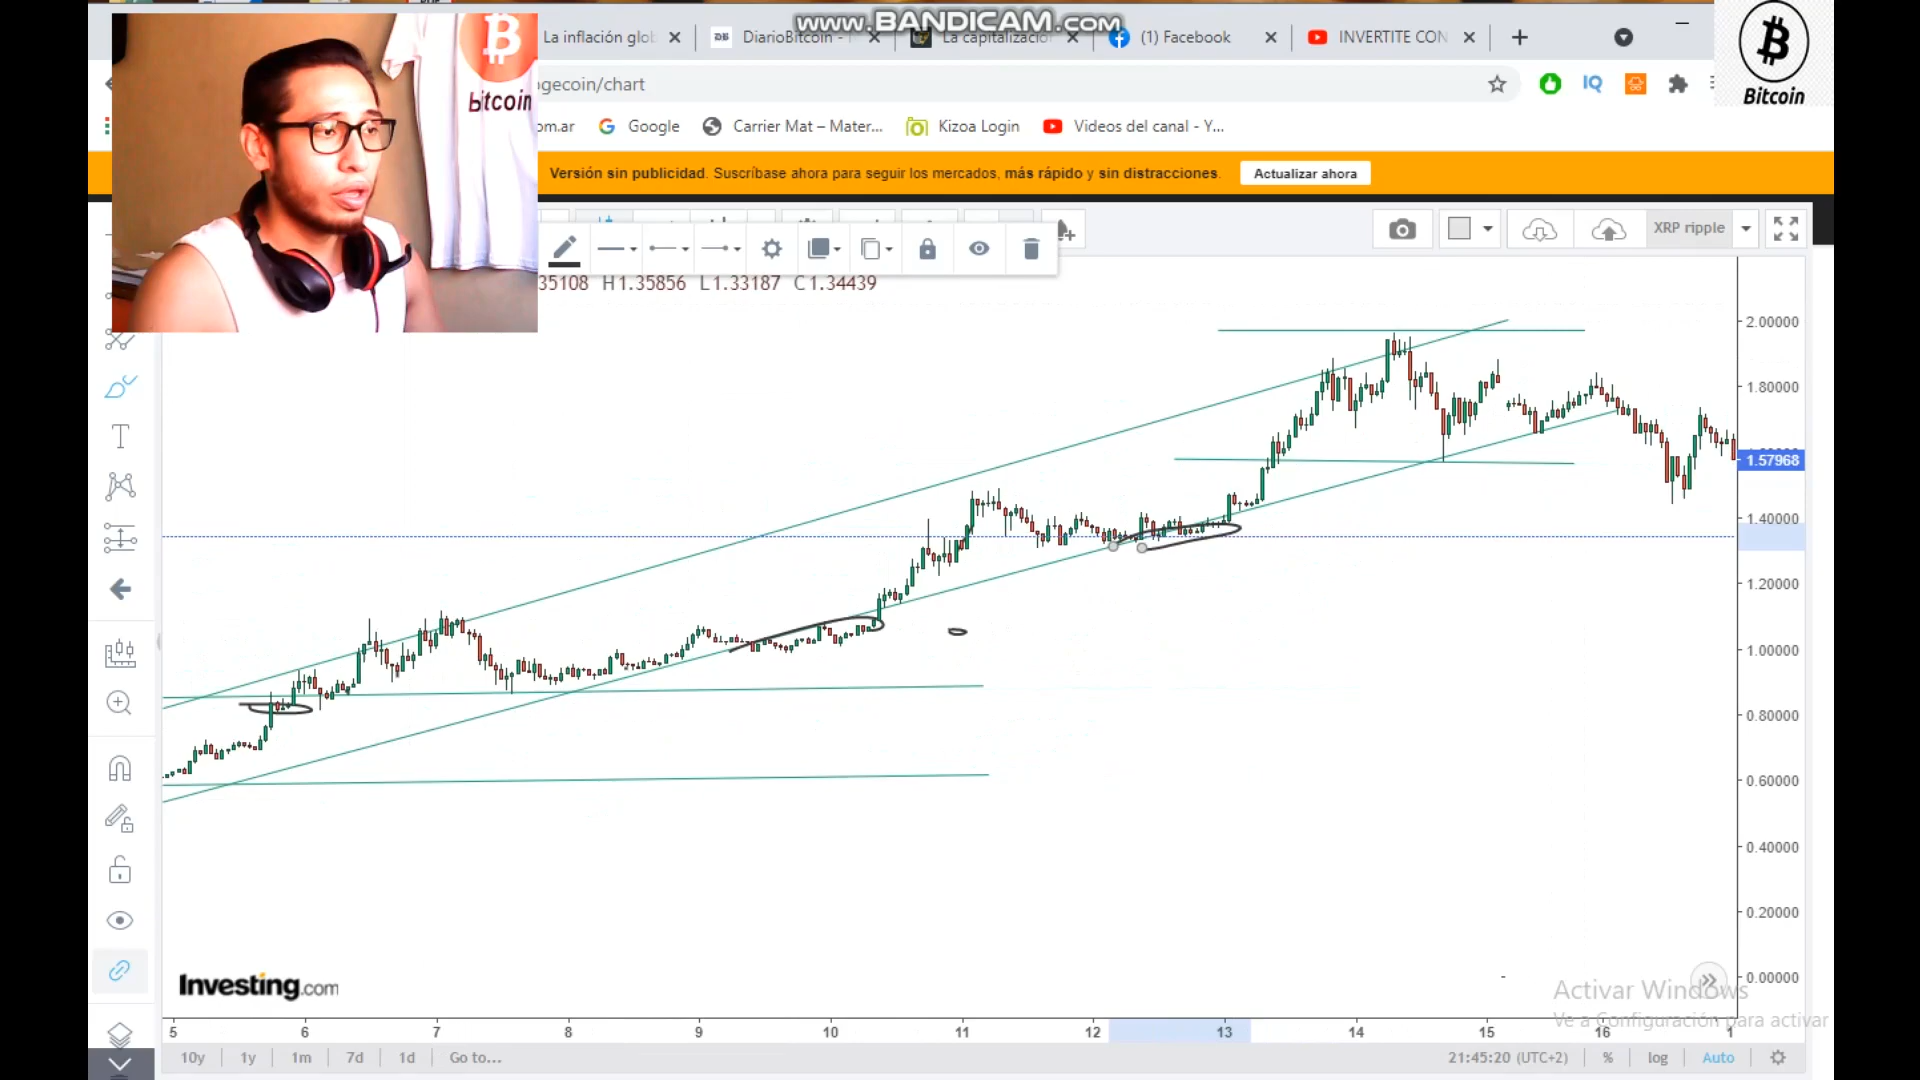 www.BANDICAM.com
La inflación glob
DB DiarioBitcoin -
La capitalización
(1) Facebook
INVERTITE CON
Bitcoin
bitcoin
gecoin/chart
IQ
om.ar
Google
Carrier Mat – Mater...
Kizoa Login
Videos del canal - Y...
Versión sin publicidad. Suscríbase ahora para seguir los mercados, más rápido y sin distracciones.
Actualizar ahora
XRP ripple
35108 H1.35856 L1.33187 C1.34439
2.00000
1.80000
1.57968
1.40000
1.20000
1.00000
0.80000
0.60000
0.40000
0.20000
0.00000
Investing.com
Activar Windows
Ve a Configuración para activar
5 6 7 8 9 10 11 12 13 14 15 16 1
10y 1y 1m 7d 1d Go to...
21:45:20 (UTC+2) % log Auto